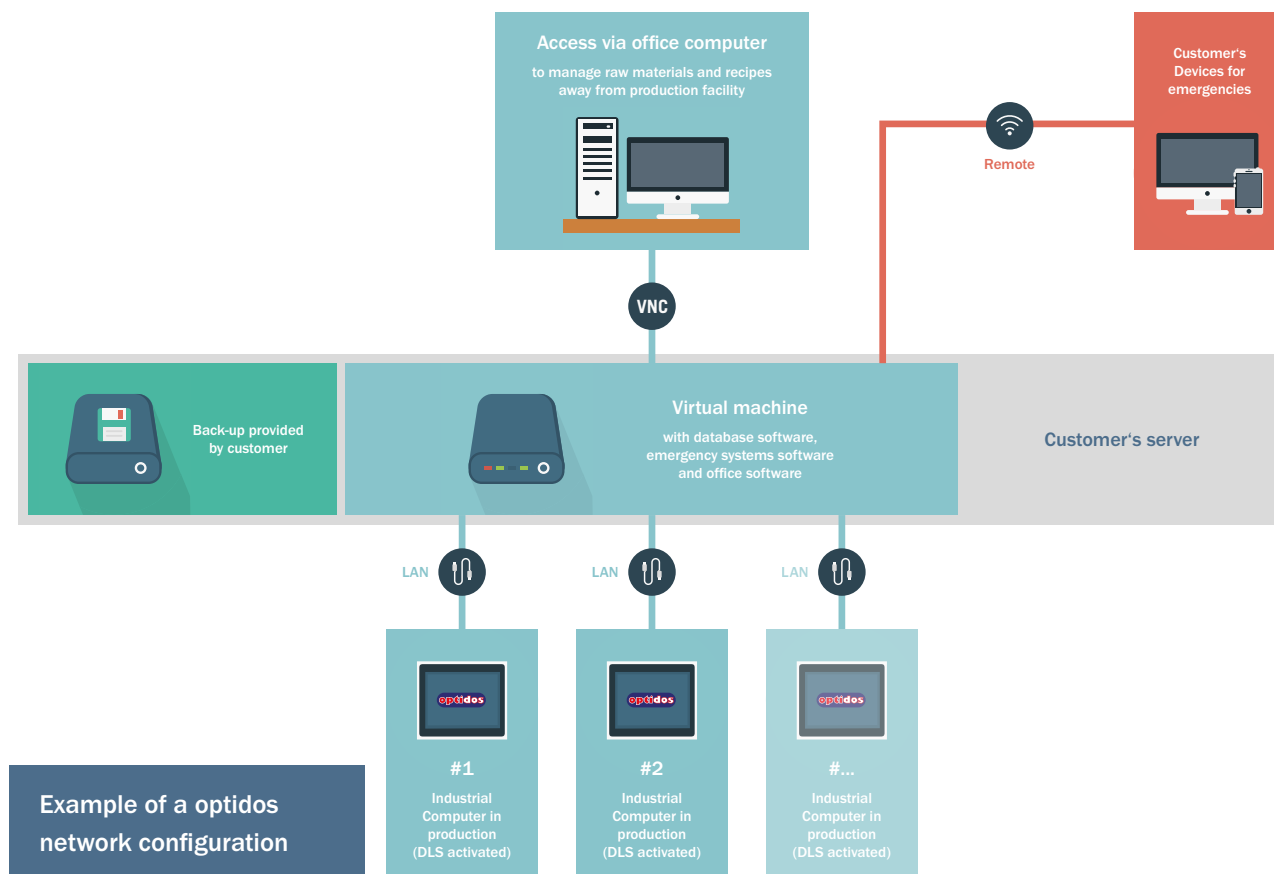 Access via office computer
to manage raw materials and recipes
away from production facility
Customer‘s
Devices for
emergencies
Remote
VNC
Back-up provided
by customer
Virtual machine
with database software,
emergency systems software
and office software
Customer‘s server
LAN
LAN
LAN
optidos
optidos
optidos
#1
Industrial
Computer in
production
(DLS activated)
#2
Industrial
Computer in
production
(DLS activated)
#...
Industrial
Computer in
production
(DLS activated)
Example of a optidos
network configuration